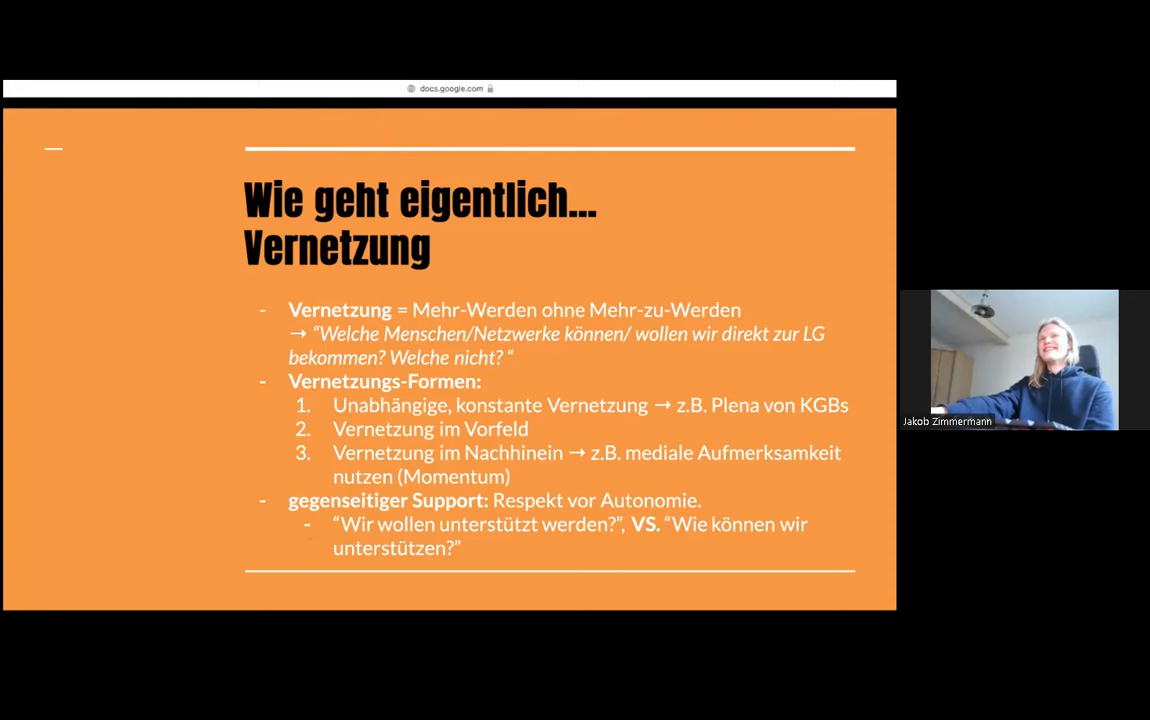 docs.google.com
Wie geht eigentlich...
Vernetzung
- Vernetzung = Mehr-Werden ohne Mehr-zu-Werden
→ “Welche Menschen/Netzwerke können/ wollen wir direkt zur LG
bekommen? Welche nicht? “
- Vernetzungs-Formen:
1. Unabhängige, konstante Vernetzung → z.B. Plena von KGBs
2. Vernetzung im Vorfeld
3. Vernetzung im Nachhinein → z.B. mediale Aufmerksamkeit
nutzen (Momentum)
- gegenseitiger Support: Respekt vor Autonomie.
- “Wir wollen unterstützt werden?”, VS. “Wie können wir
unterstützen?”
Jakob Zimmermann